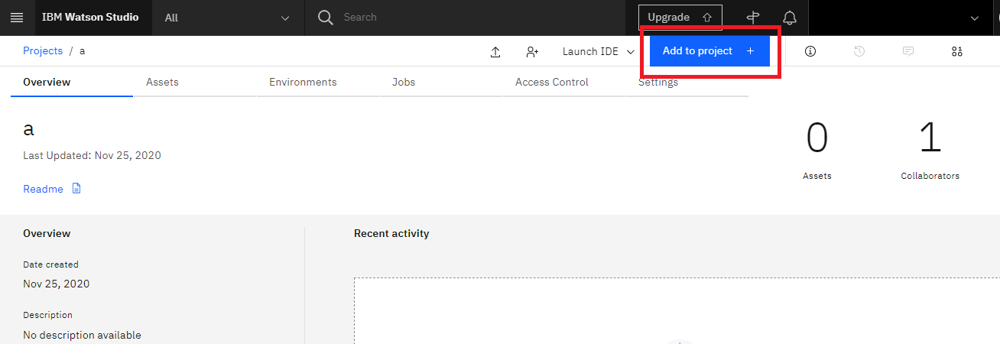 IBM Watson Studio All Search Upgrade
Projects / a Launch IDE Add to project +
Overview Assets Environments Jobs Access Control Settings
a
Last Updated: Nov 25, 2020
Readme
0 1
Assets Collaborators
Overview
Date created
Nov 25, 2020
Description
No description available
Recent activity